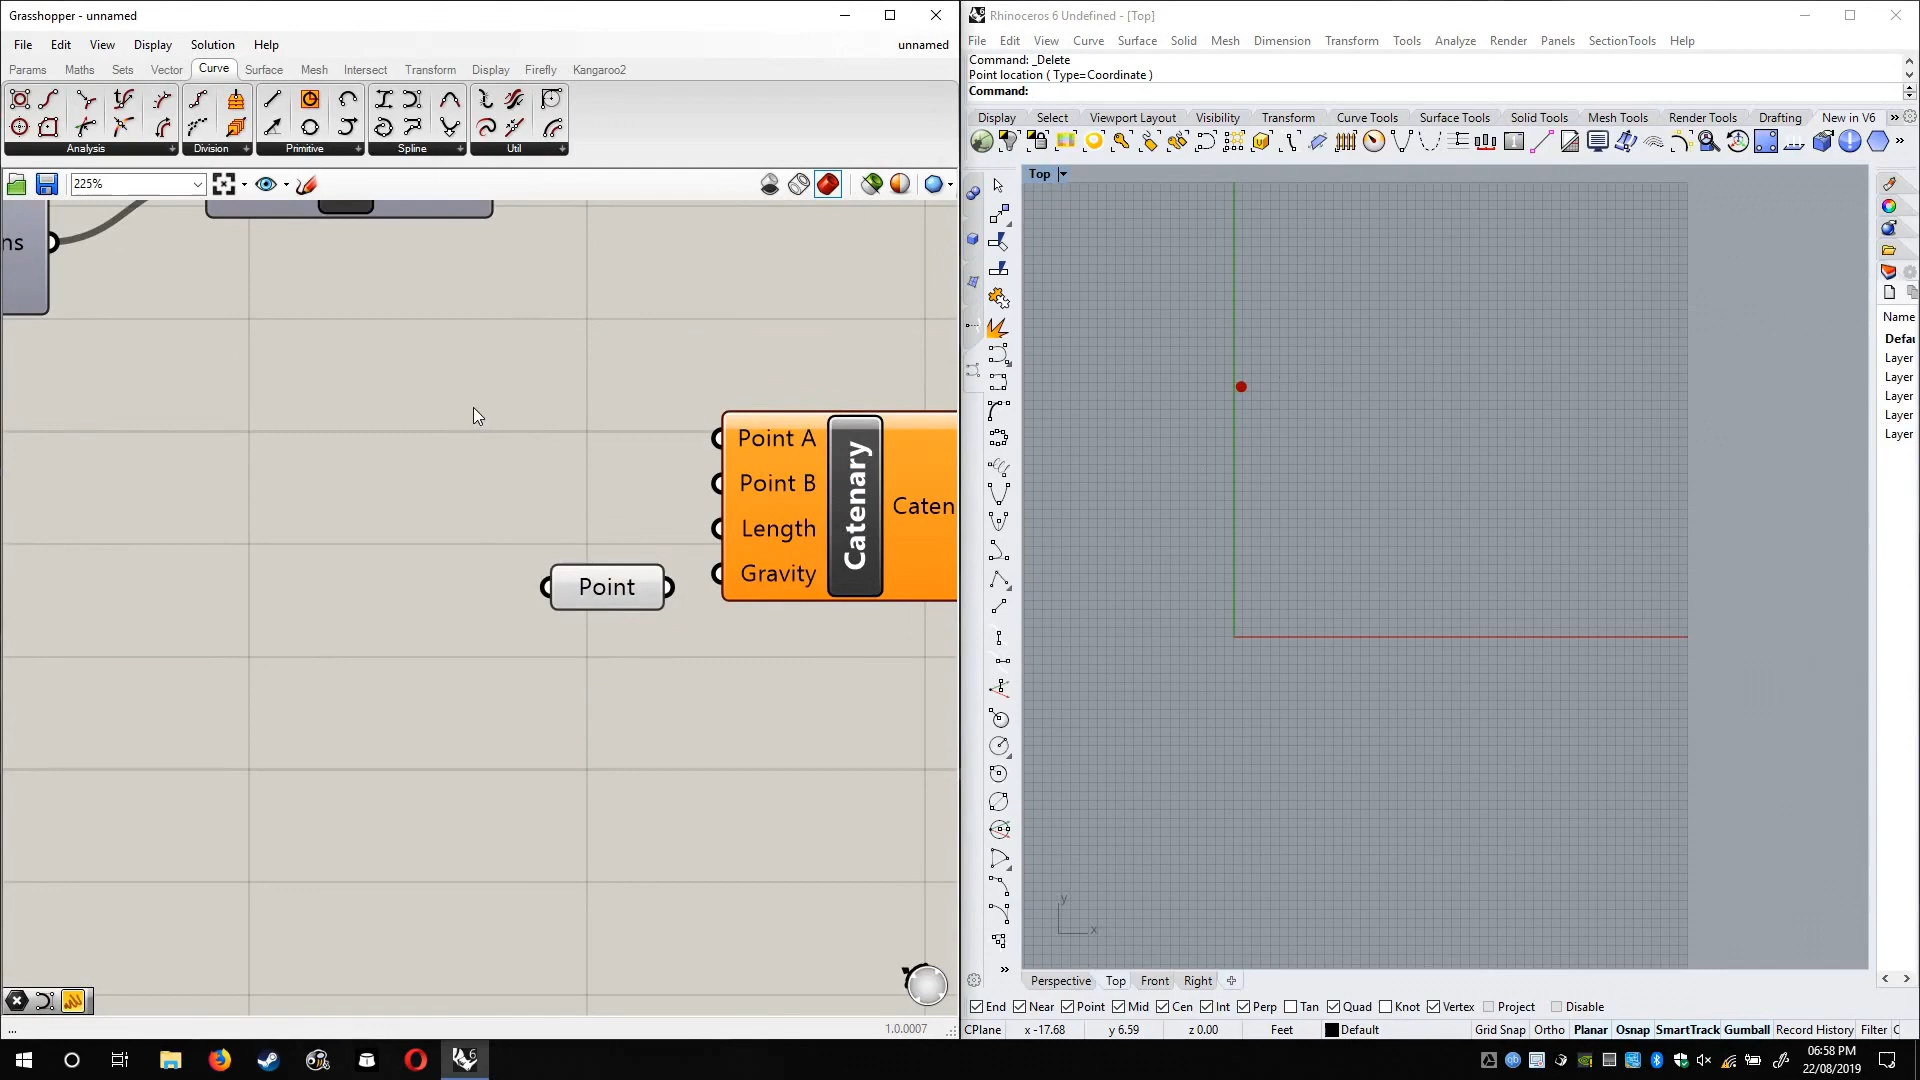 Grasshopper - unnamed
File Edit View Display Solution Help
unnamed
Params Maths Sets Vector Curve Surface Mesh Intersect Transform Display Firefly Kangaroo2
Analysis Division Primitive Spline Util
225%
ns
Point A
Point B
Length
Gravity
Catenary
Caten
Point
...
1.0.0007
Rhinoceros 6 Undefined - [Top]
File Edit View Curve Surface Solid Mesh Dimension Transform Tools Analyze Render Panels SectionTools Help
Command: _Delete
Point location ( Type=Coordinate )
Command:
Display Select Viewport Layout Visibility Transform Curve Tools Surface Tools Solid Tools Mesh Tools Render Tools Drafting New in V6
Top
y
x
Name
Defau
Layer
Layer
Layer
Layer
Layer
Perspective Top Front Right
End Near Point Mid Cen Int Perp Tan Quad Knot Vertex Project Disable
CPlane x -17.68 y 6.59 z 0.00 Feet Default Grid Snap Ortho Planar Osnap SmartTrack Gumball Record History Filter C
06:58 PM
22/08/2019